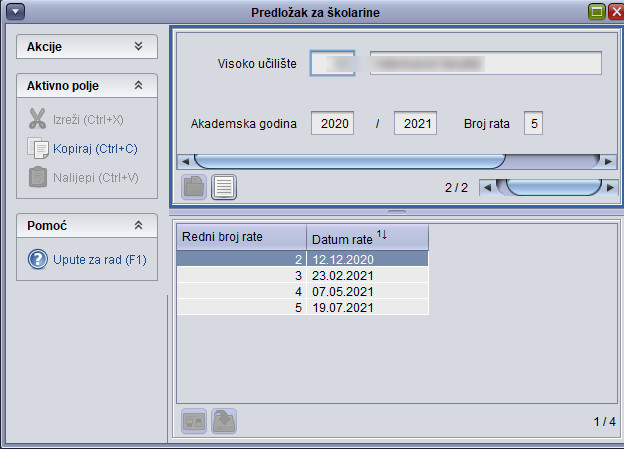 Predložak za školarine
Akcije
Aktivno polje
Izreži (Ctrl+X)
Kopiraj (Ctrl+C)
Nalijepi (Ctrl+V)
Pomoć
Upute za rad (F1)
Visoko učilište
Akademska godina 2020 / 2021 Broj rata 5
2 / 2
Redni broj rate Datum rate 1↓
2 12.12.2020
3 23.02.2021
4 07.05.2021
5 19.07.2021
1 / 4